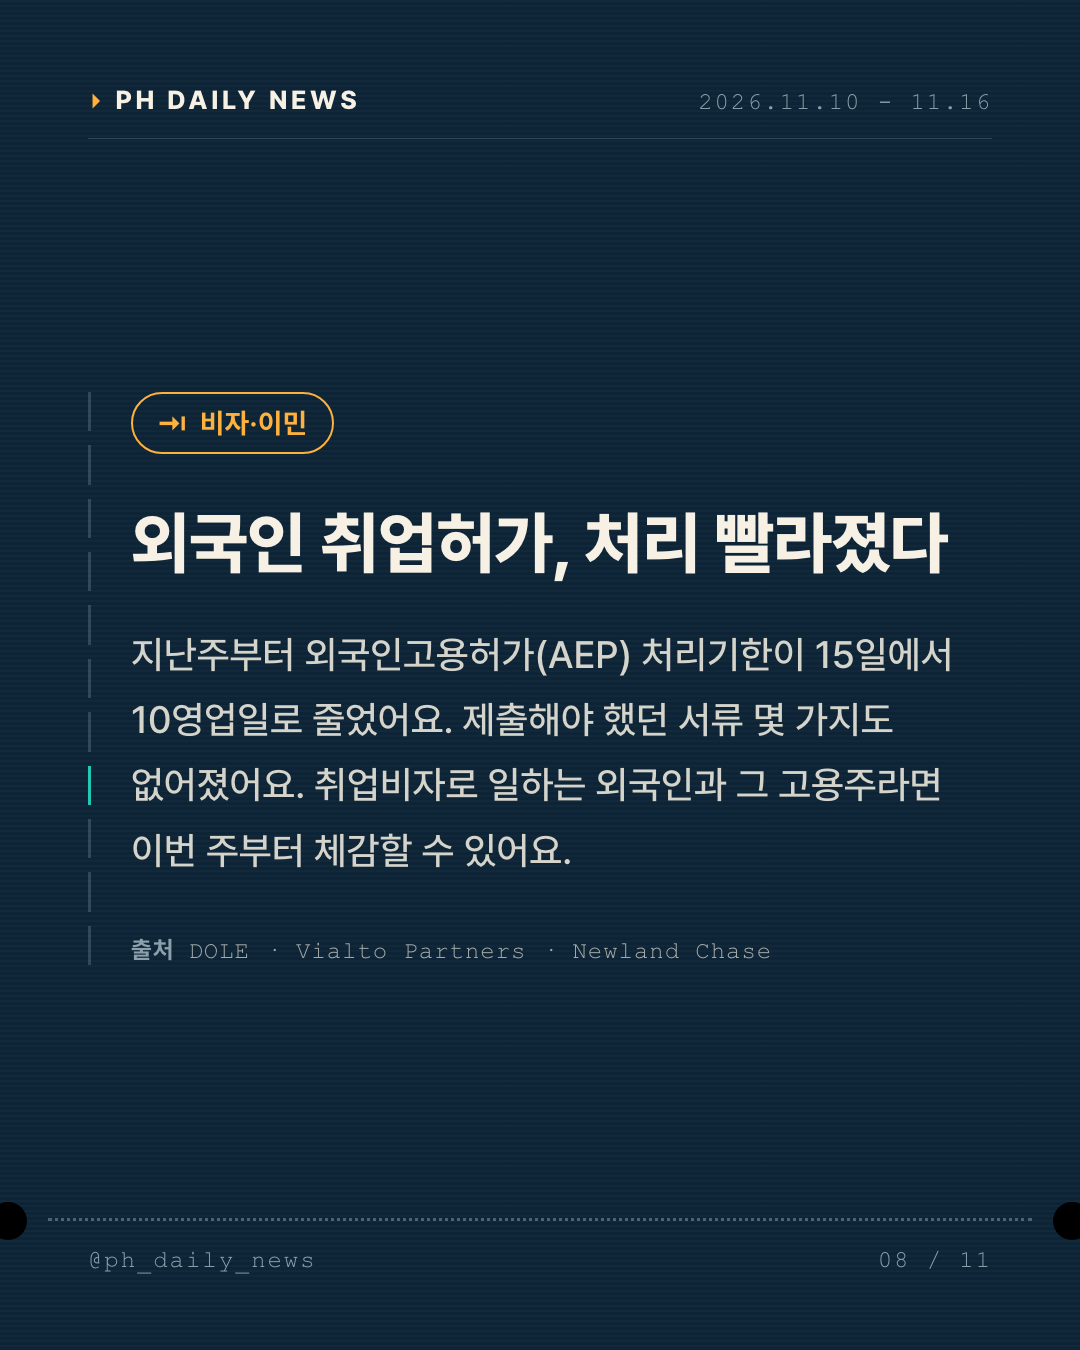 PH DAILY NEWS
2026.11.10 - 11.16
비자·이민
외국인 취업허가, 처리 빨라졌다
지난주부터 외국인고용허가(AEP) 처리기한이 15일에서
10영업일로 줄었어요. 제출해야 했던 서류 몇 가지도
없어졌어요. 취업비자로 일하는 외국인과 그 고용주라면
이번 주부터 체감할 수 있어요.
출처 DOLE · Vialto Partners · Newland Chase
@ph_daily_news
08 / 11